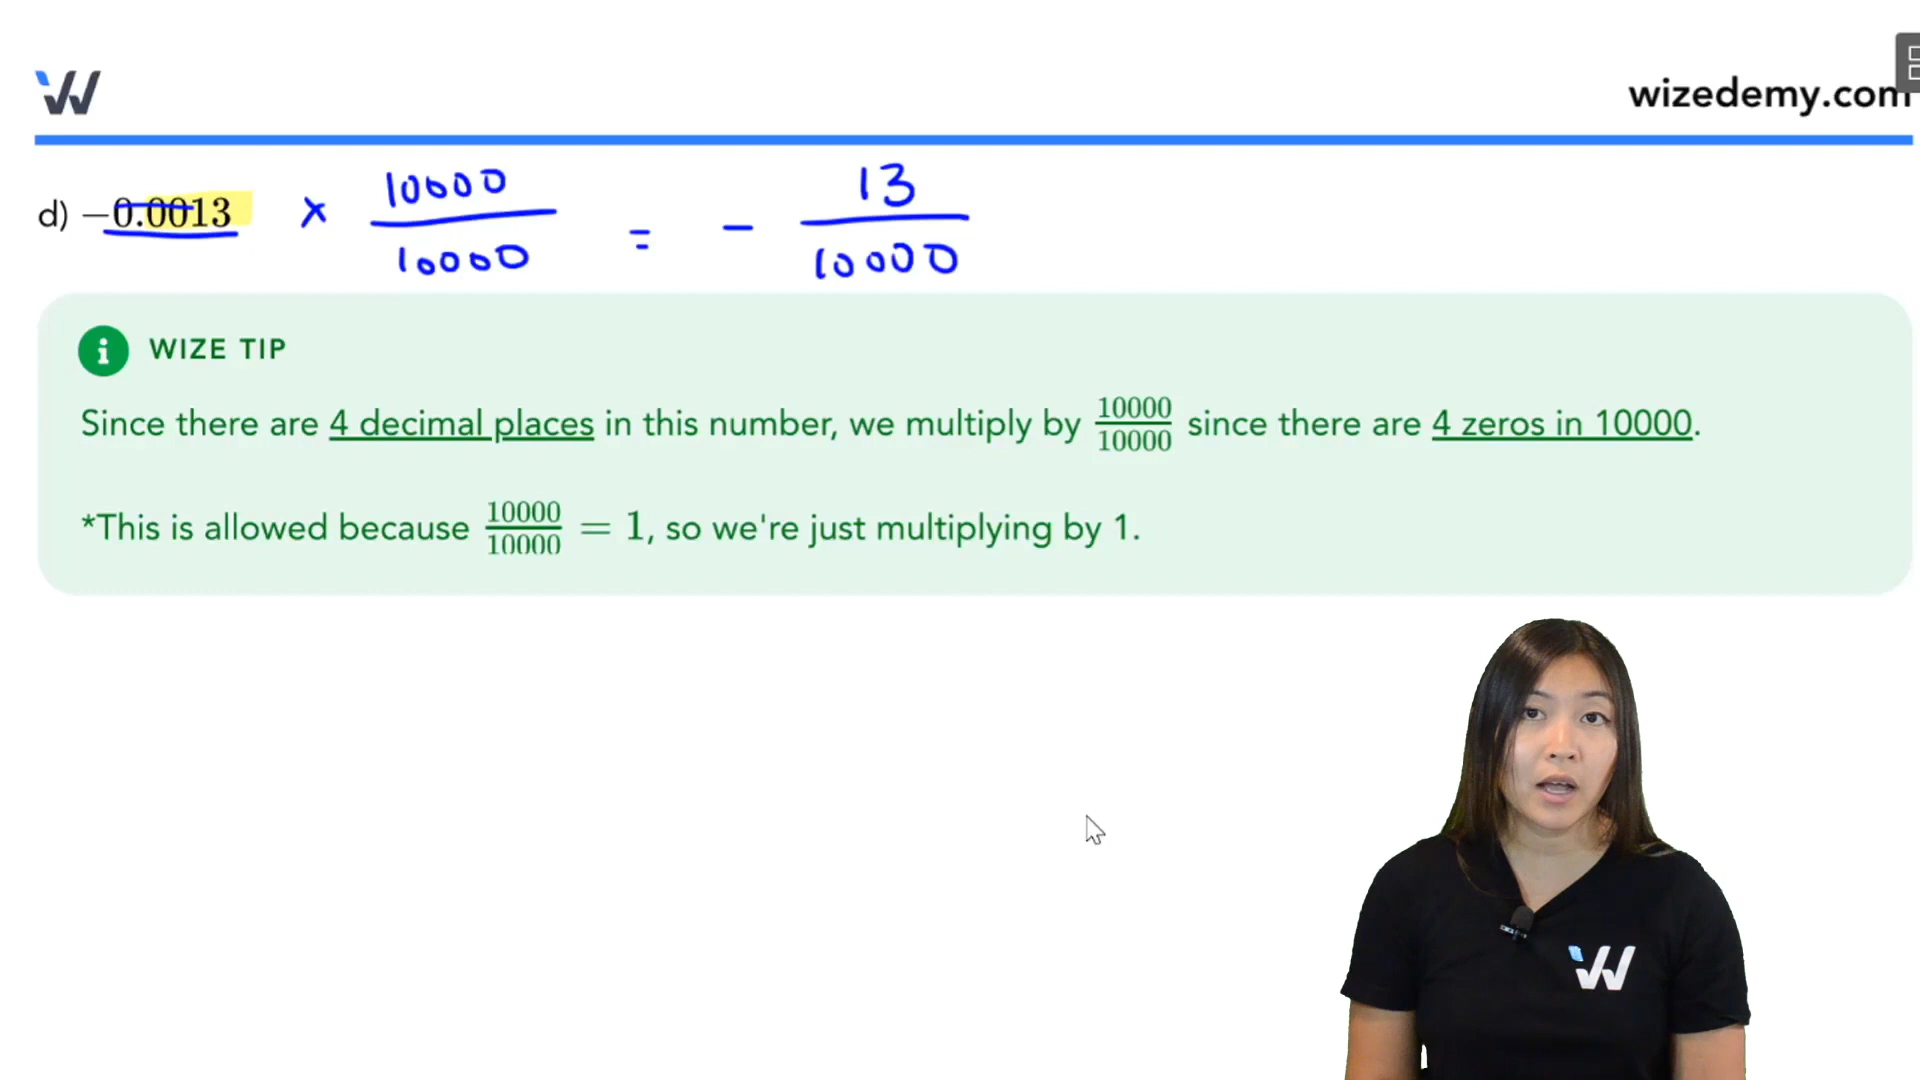 wizedemy.com
d) −0.0013 × 10000/10000 = − 13/10000
WIZE TIP
Since there are 4 decimal places in this number, we multiply by 10000/10000 since there are 4 zeros in 10000.
*This is allowed because 10000/10000 = 1, so we're just multiplying by 1.